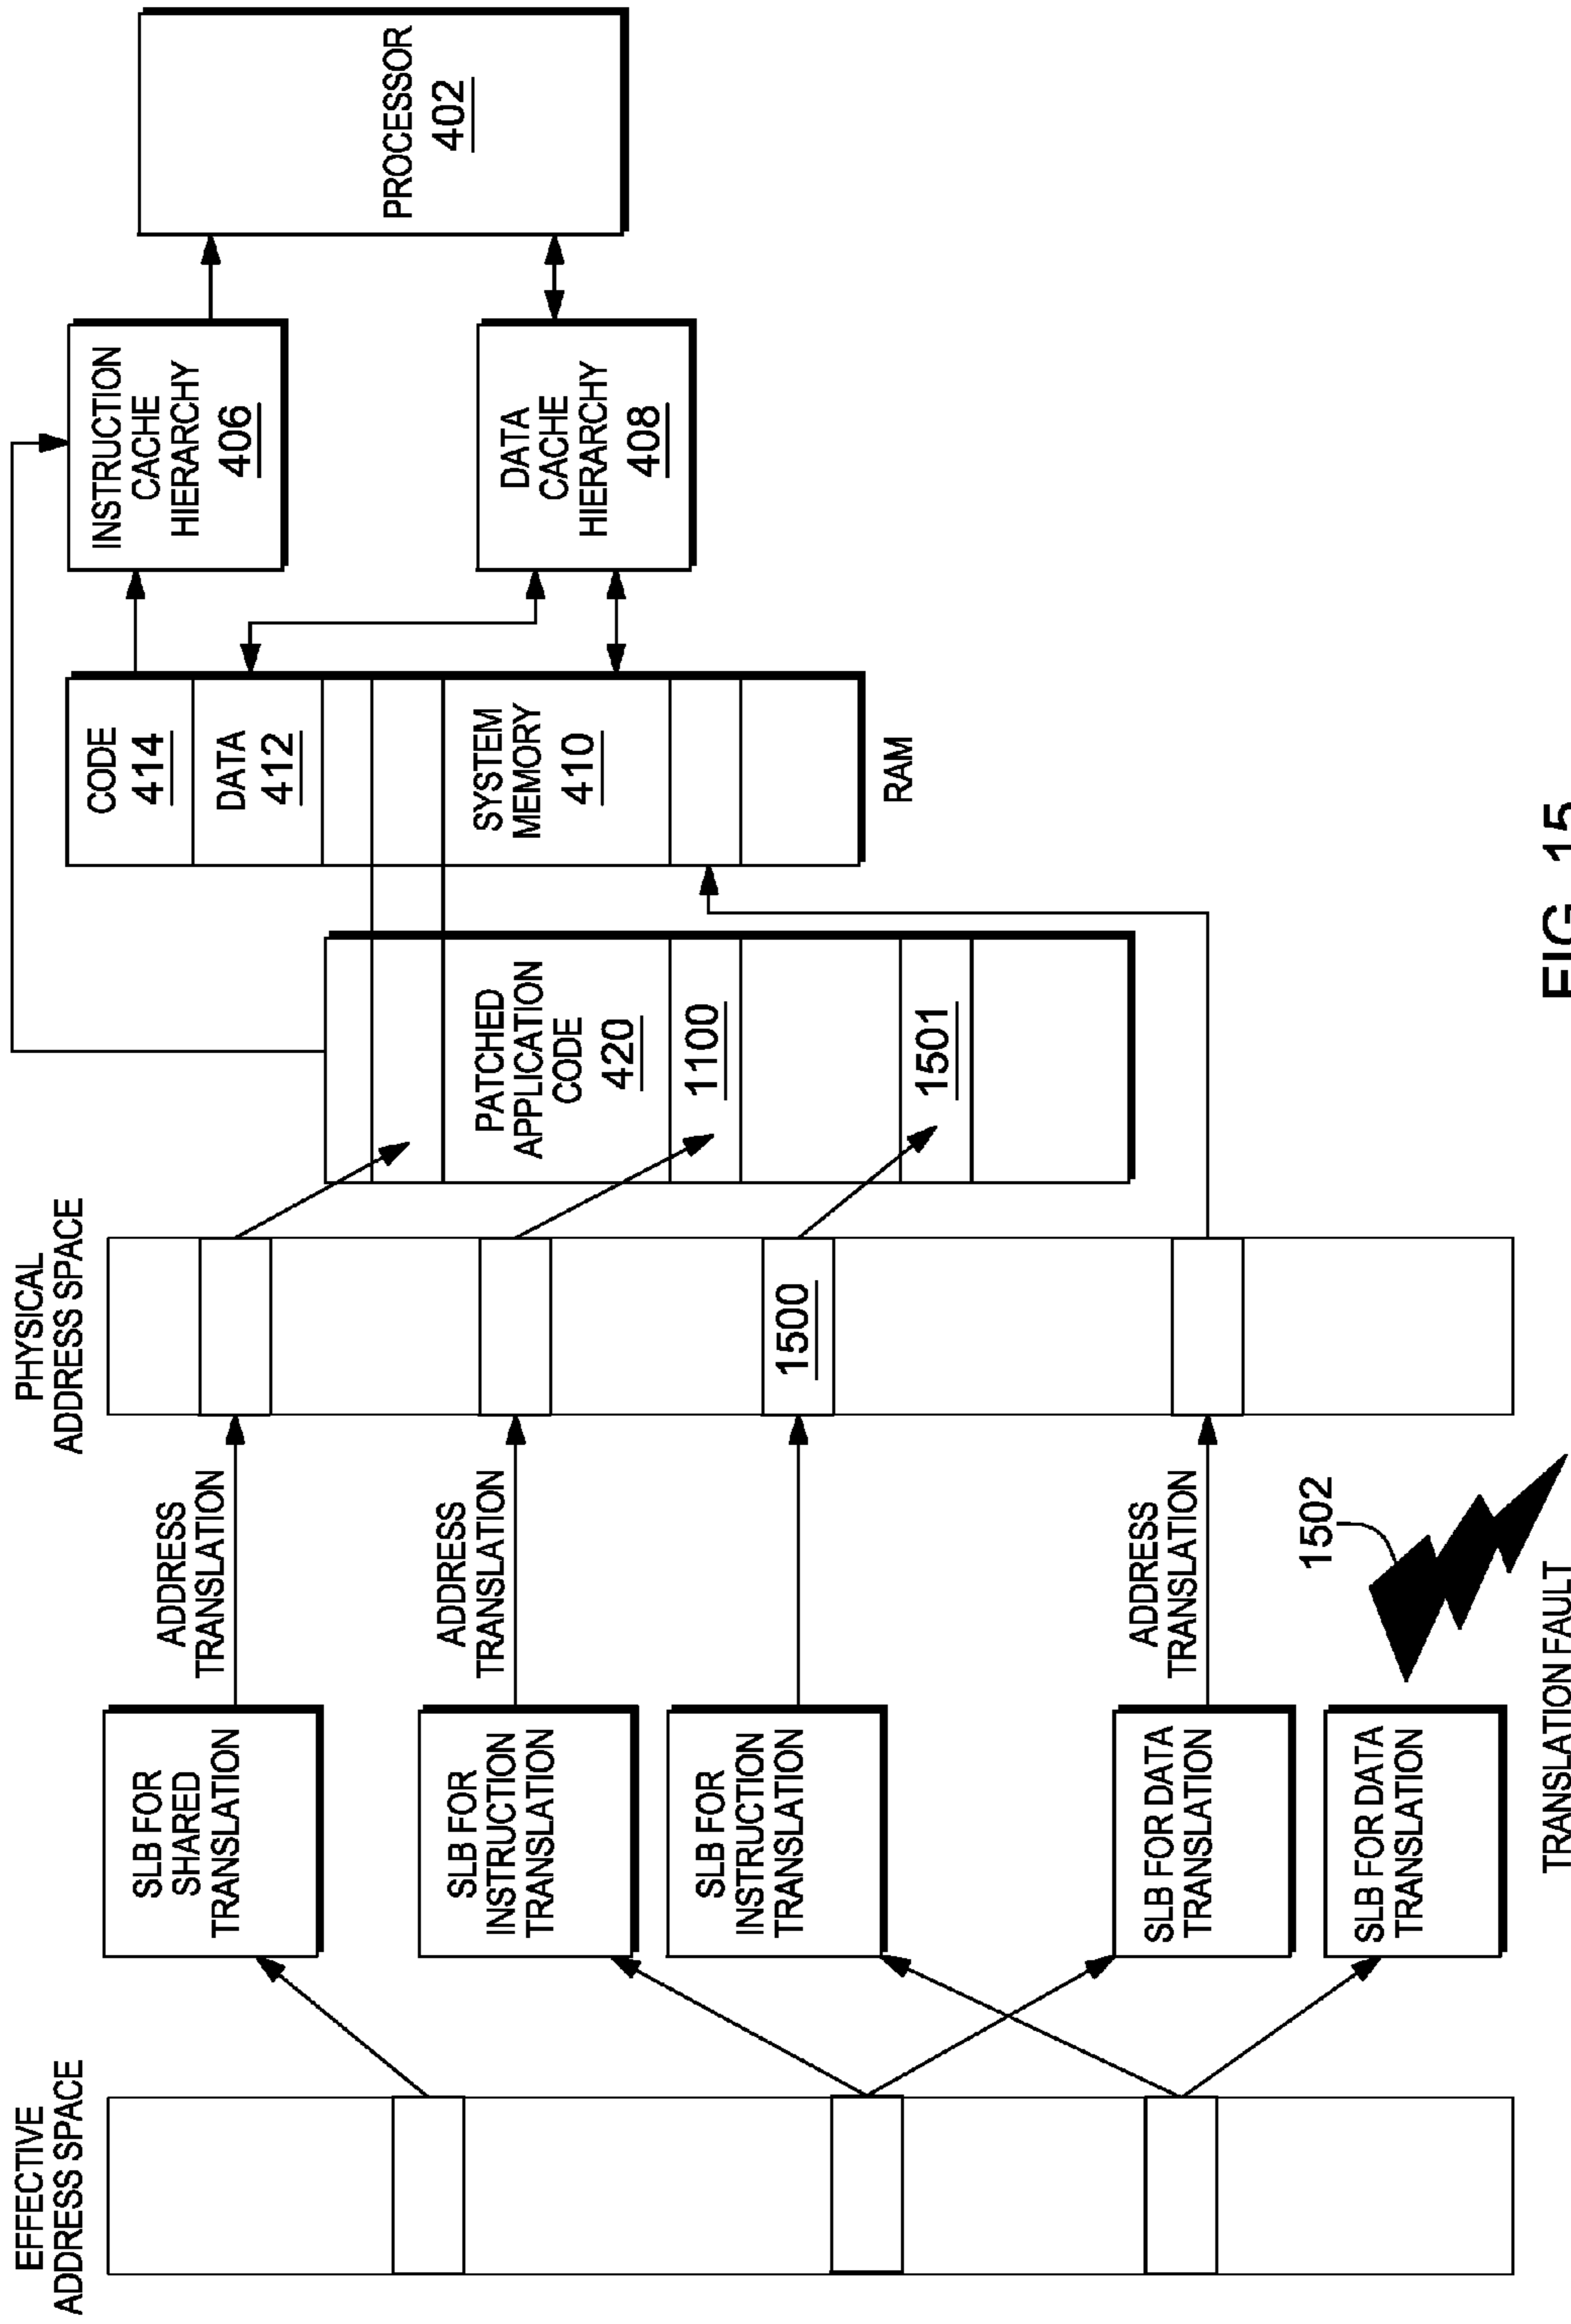 EFFECTIVE
ADDRESS SPACE
SLB FOR
SHARED
TRANSLATION
SLB FOR
INSTRUCTION
TRANSLATION
SLB FOR
INSTRUCTION
TRANSLATION
SLB FOR DATA
TRANSLATION
SLB FOR DATA
TRANSLATION
ADDRESS
TRANSLATION
ADDRESS
TRANSLATION
ADDRESS
TRANSLATION
1502
TRANSLATION FAULT
PHYSICAL
ADDRESS SPACE
1500
PATCHED
APPLICATION
CODE
420
1100
1501
CODE
414
DATA
412
SYSTEM
MEMORY
410
RAM
INSTRUCTION
CACHE
HIERARCHY
406
DATA
CACHE
HIERARCHY
408
PROCESSOR
402
FIG. 15